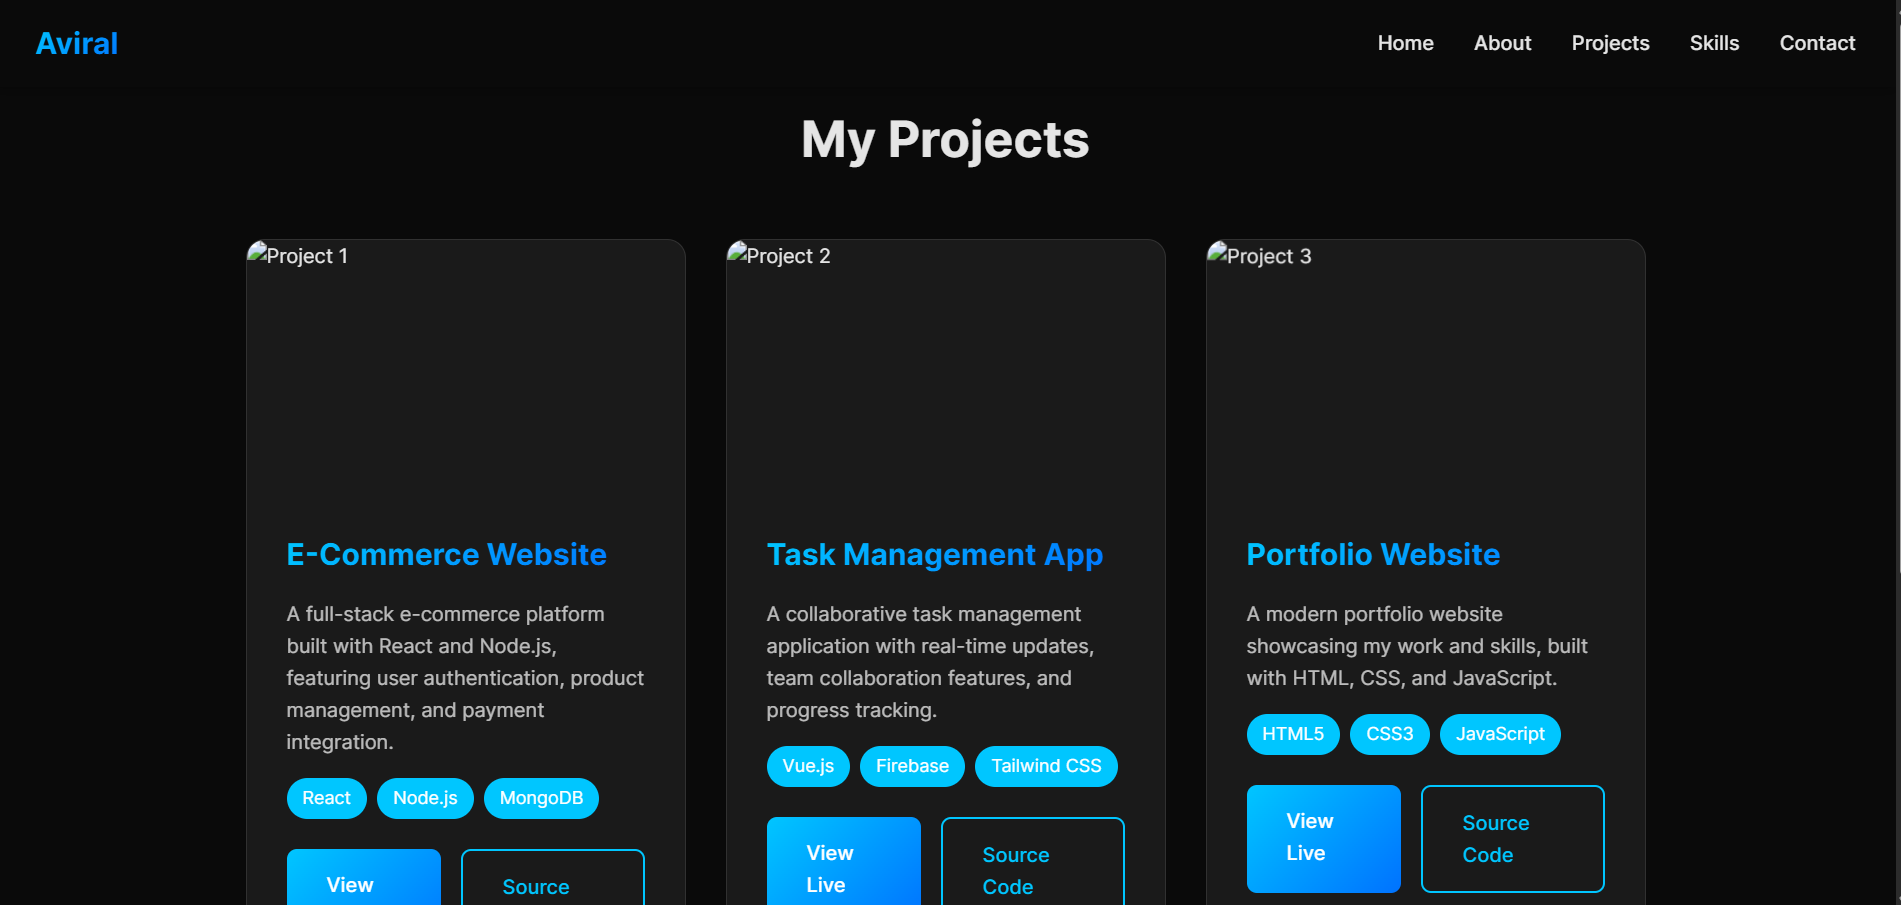 Aviral
Home
About
Projects
Skills
Contact
My Projects
Project 1
E-Commerce Website
A full-stack e-commerce platform
built with React and Node.js,
featuring user authentication, product
management, and payment
integration.
React
Node.js
MongoDB
View
Source
Project 2
Task Management App
A collaborative task management
application with real-time updates,
team collaboration features, and
progress tracking.
Vue.js
Firebase
Tailwind CSS
View
Live
Source
Code
Project 3
Portfolio Website
A modern portfolio website
showcasing my work and skills, built
with HTML, CSS, and JavaScript.
HTML5
CSS3
JavaScript
View
Live
Source
Code